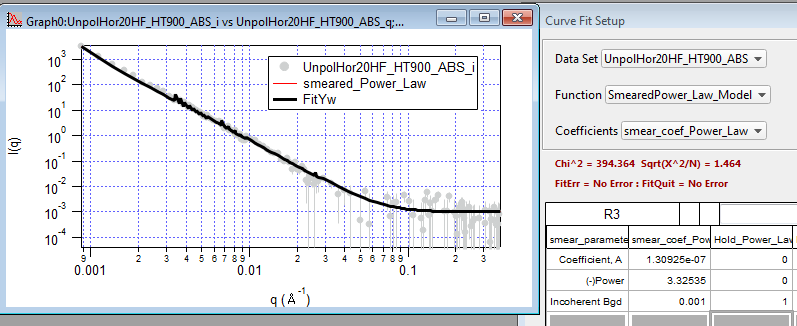 Graph0:UnpolHor20HF_HT900_ABS_i vs UnpolHor20HF_HT900_ABS_q;...
10^3
10^2
10^1
10^0
10^-1
10^-2
10^-3
10^-4
I(q)
UnpolHor20HF_HT900_ABS_i
smeared_Power_Law
FitYw
9 2 3 4 5 6 7 8 9 2 3 4 5 6 7 8 9 2 3
0.001 0.01 0.1
q (Å^-1)
Curve Fit Setup
Data Set UnpolHor20HF_HT900_ABS
Function SmearedPower_Law_Model
Coefficients smear_coef_Power_Law
Chi^2 = 394.364 Sqrt(X^2/N) = 1.464
FitErr = No Error : FitQuit = No Error
R3
smear_paramete smear_coef_Pow Hold_Power_Lav
Coefficient, A 1.30925e-07 0
(-)Power 3.32535 0
Incoherent Bgd 0.001 1